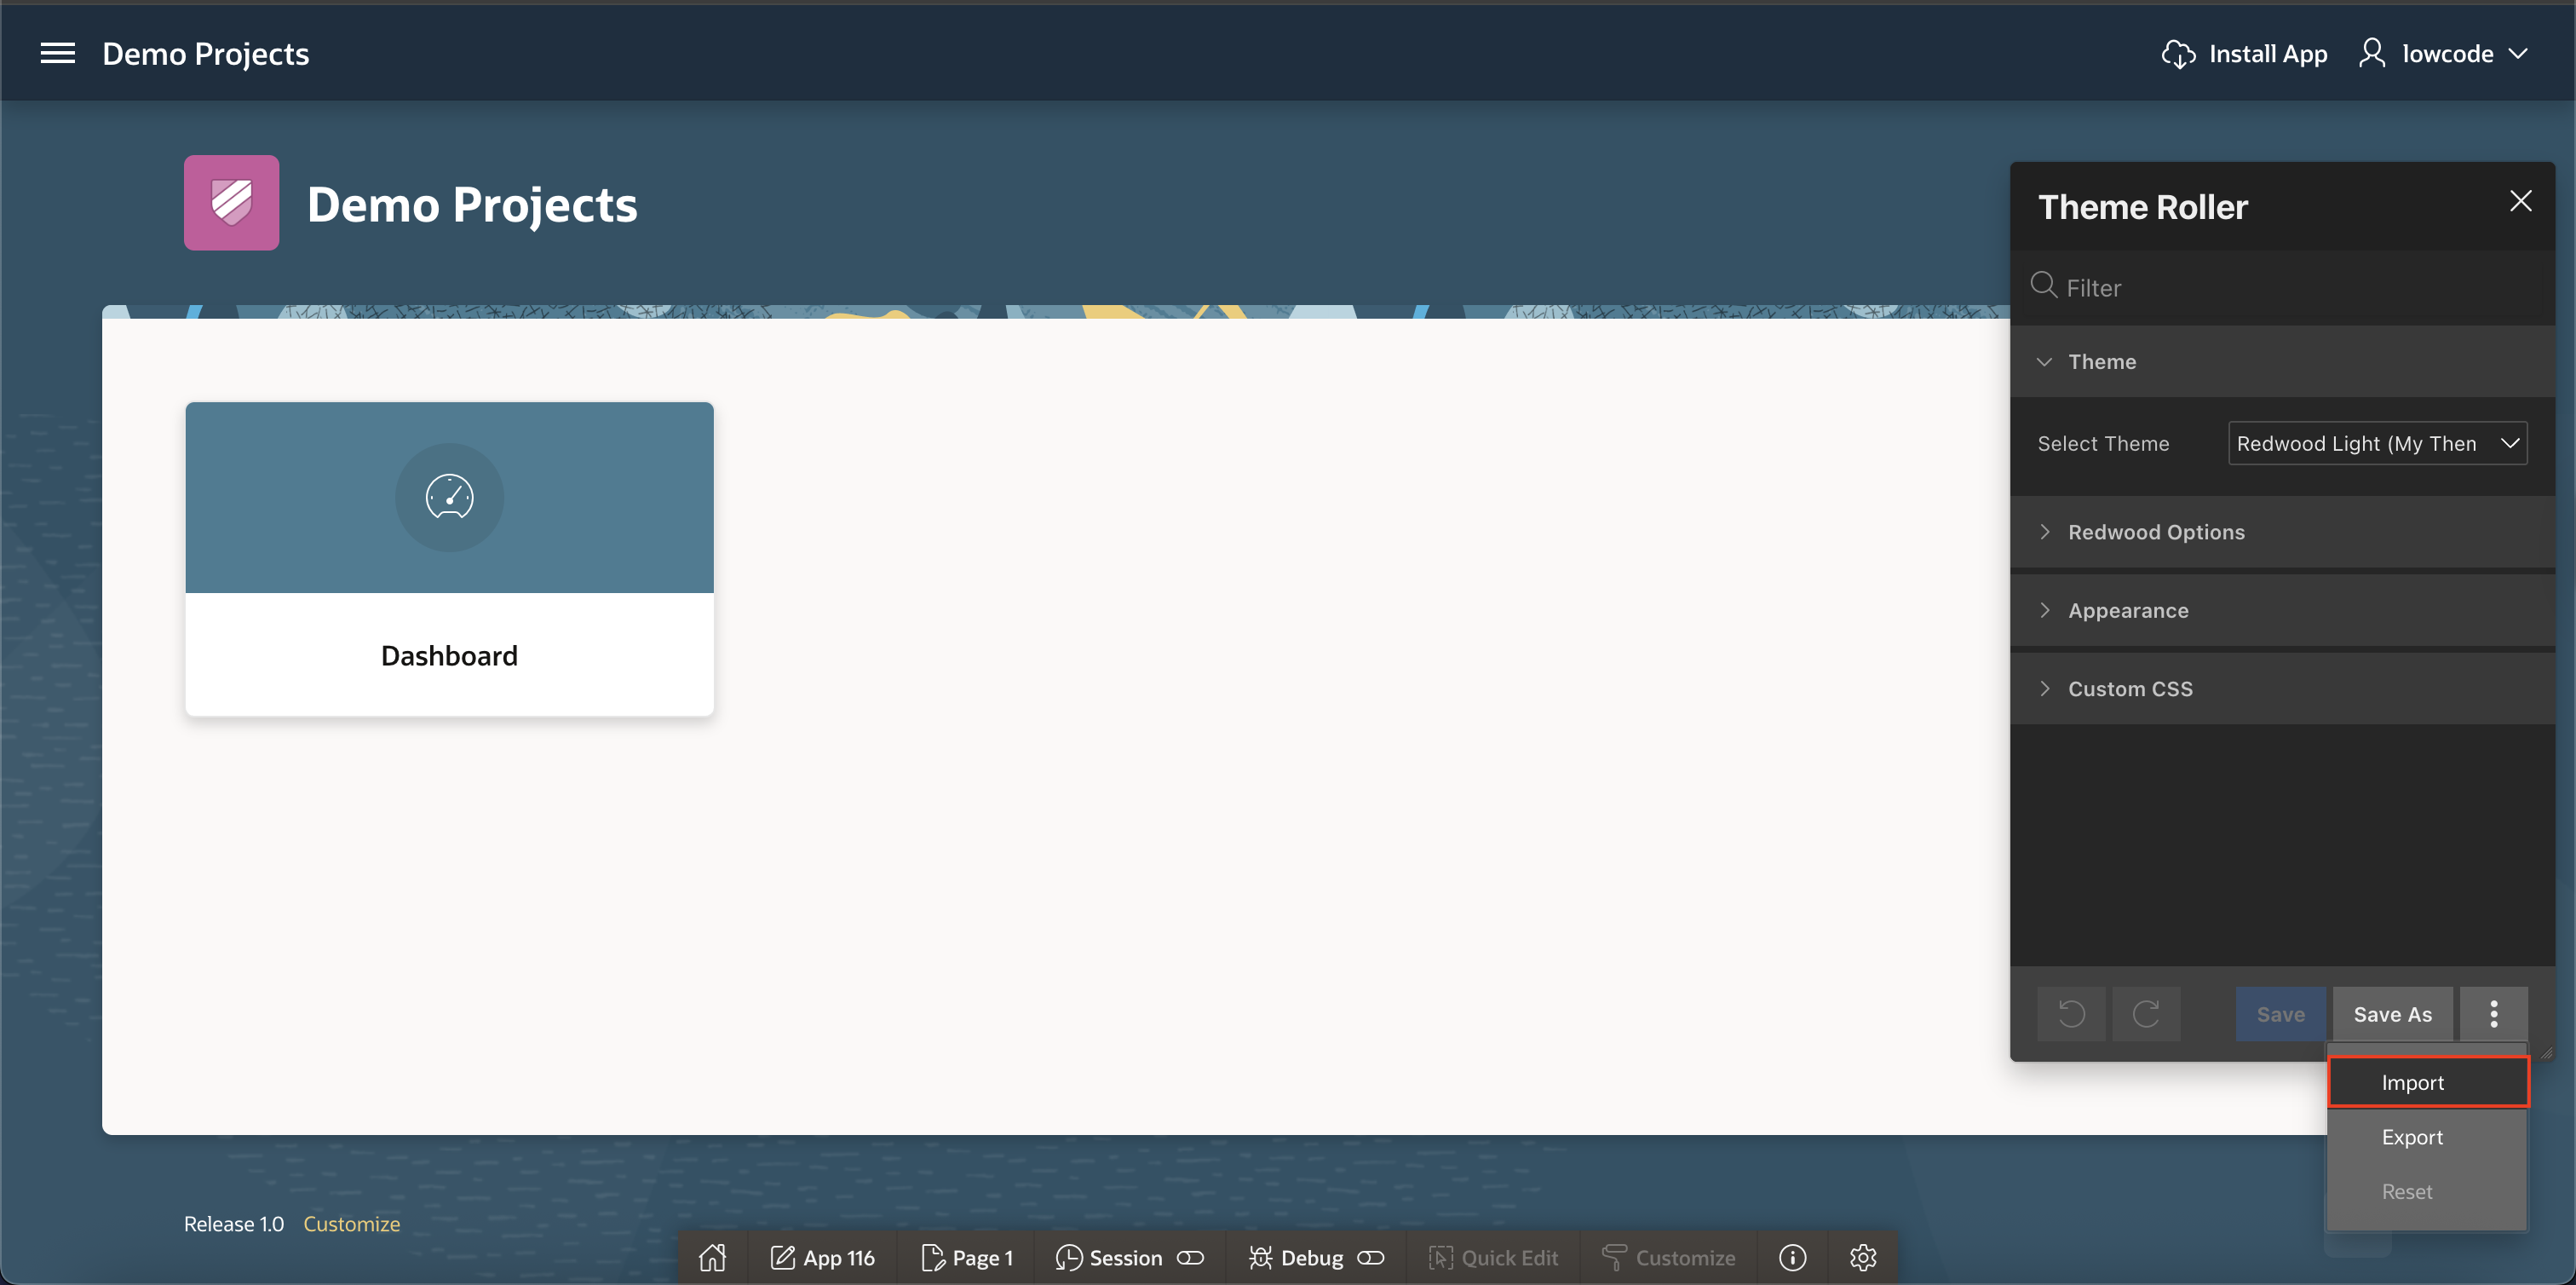 Demo Projects
Install App
lowcode
Demo Projects
Dashboard
Theme Roller
Filter
Theme
Select Theme
Redwood Light (My Then
Redwood Options
Appearance
Custom CSS
Save
Save As
Import
Export
Reset
Release 1.0 Customize
App 116
Page 1
Session
Debug
Quick Edit
Customize